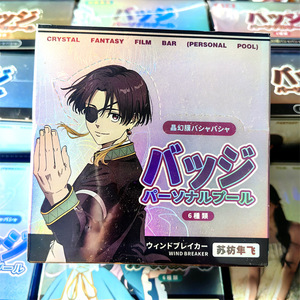 CRYSTAL FANTASY FILM BAR (PERSONAL POOL)
晶幻膜バシャバシャ
バッジ
パーソナルプール
6種類
ウィンドブレイカー
WIND BREAKER
苏枋隼飞